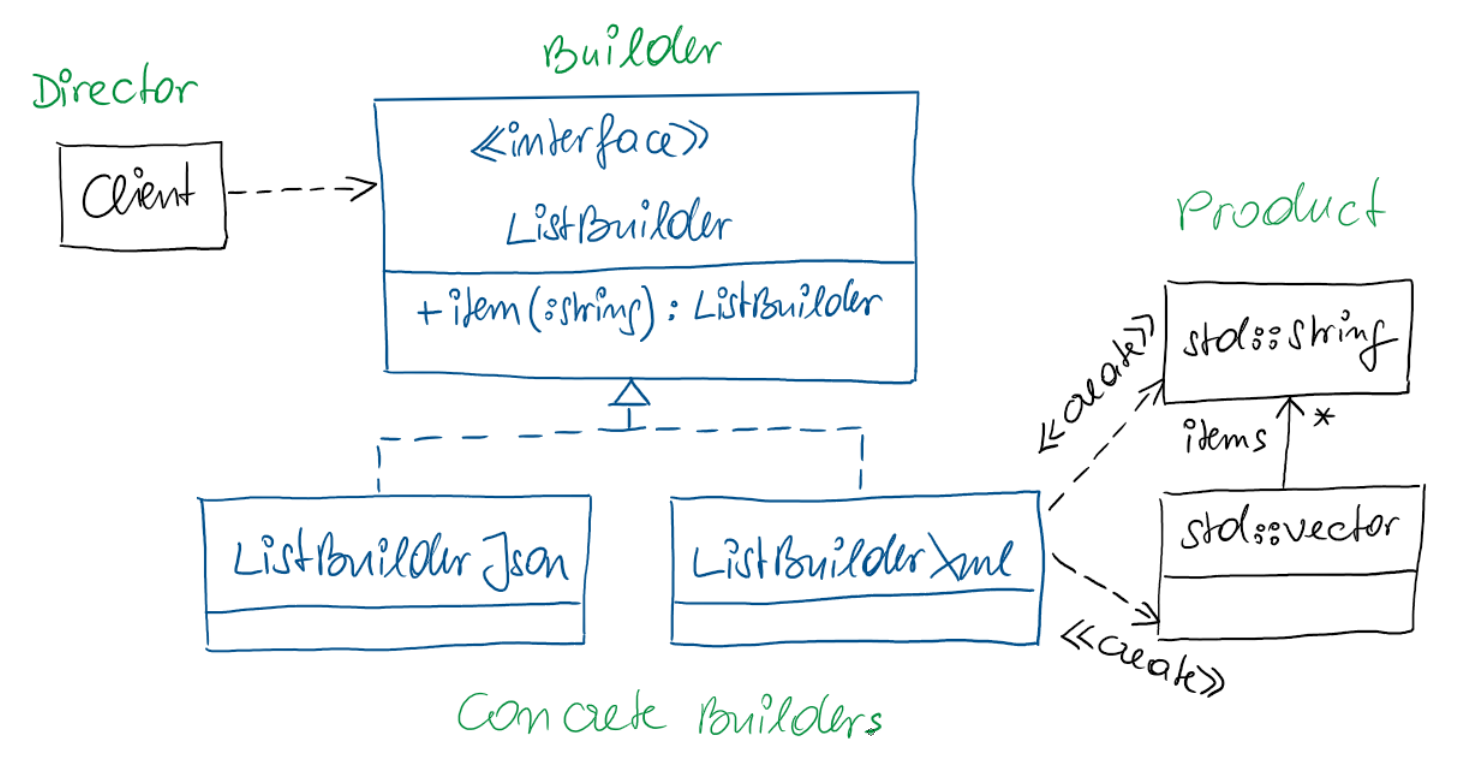 Builder
Director
<<interface>>
Client
ListBuilder
Product
+ item(:string) : ListBuilder
<<create>>
std::string
items
*
std::vector
ListBuilderJson
ListBuilderXml
<<create>>
Concrete Builders